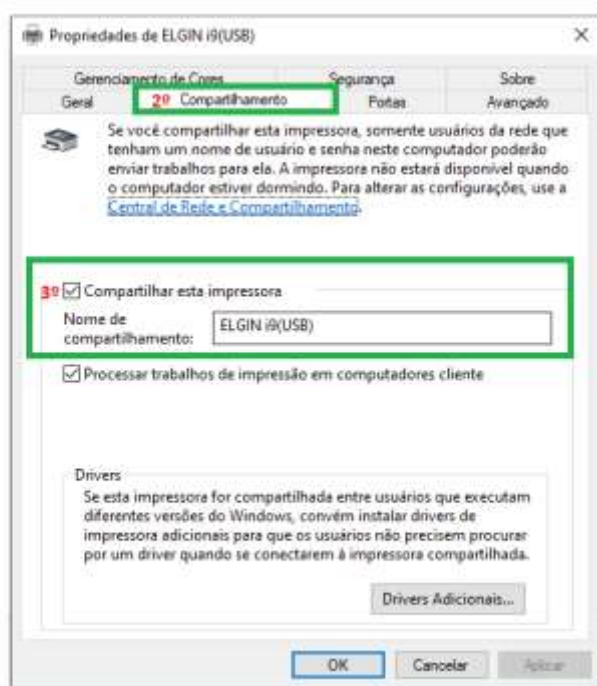 Propriedades de ELGIN i9(USB)
Gerenciamento de Cores Segurança Sobre
Geral 2º Compartilhamento Portas Avançado
Se você compartilhar esta impressora, somente usuários da rede que
tenham um nome de usuário e senha neste computador poderão
enviar trabalhos para ela. A impressora não estará disponível quando
o computador estiver dormindo. Para alterar as configurações, use a
Central de Rede e Compartilhamento.
3º Compartilhar esta impressora
Nome de
compartilhamento: ELGIN i9(USB)
Processar trabalhos de impressão em computadores cliente
Drivers
Se esta impressora for compartilhada entre usuários que executam
diferentes versões do Windows, convém instalar drivers de
impressora adicionais para que os usuários não precisem procurar
por um driver quando se conectarem à impressora compartilhada.
Drivers Adicionais...
OK Cancelar Aplicar